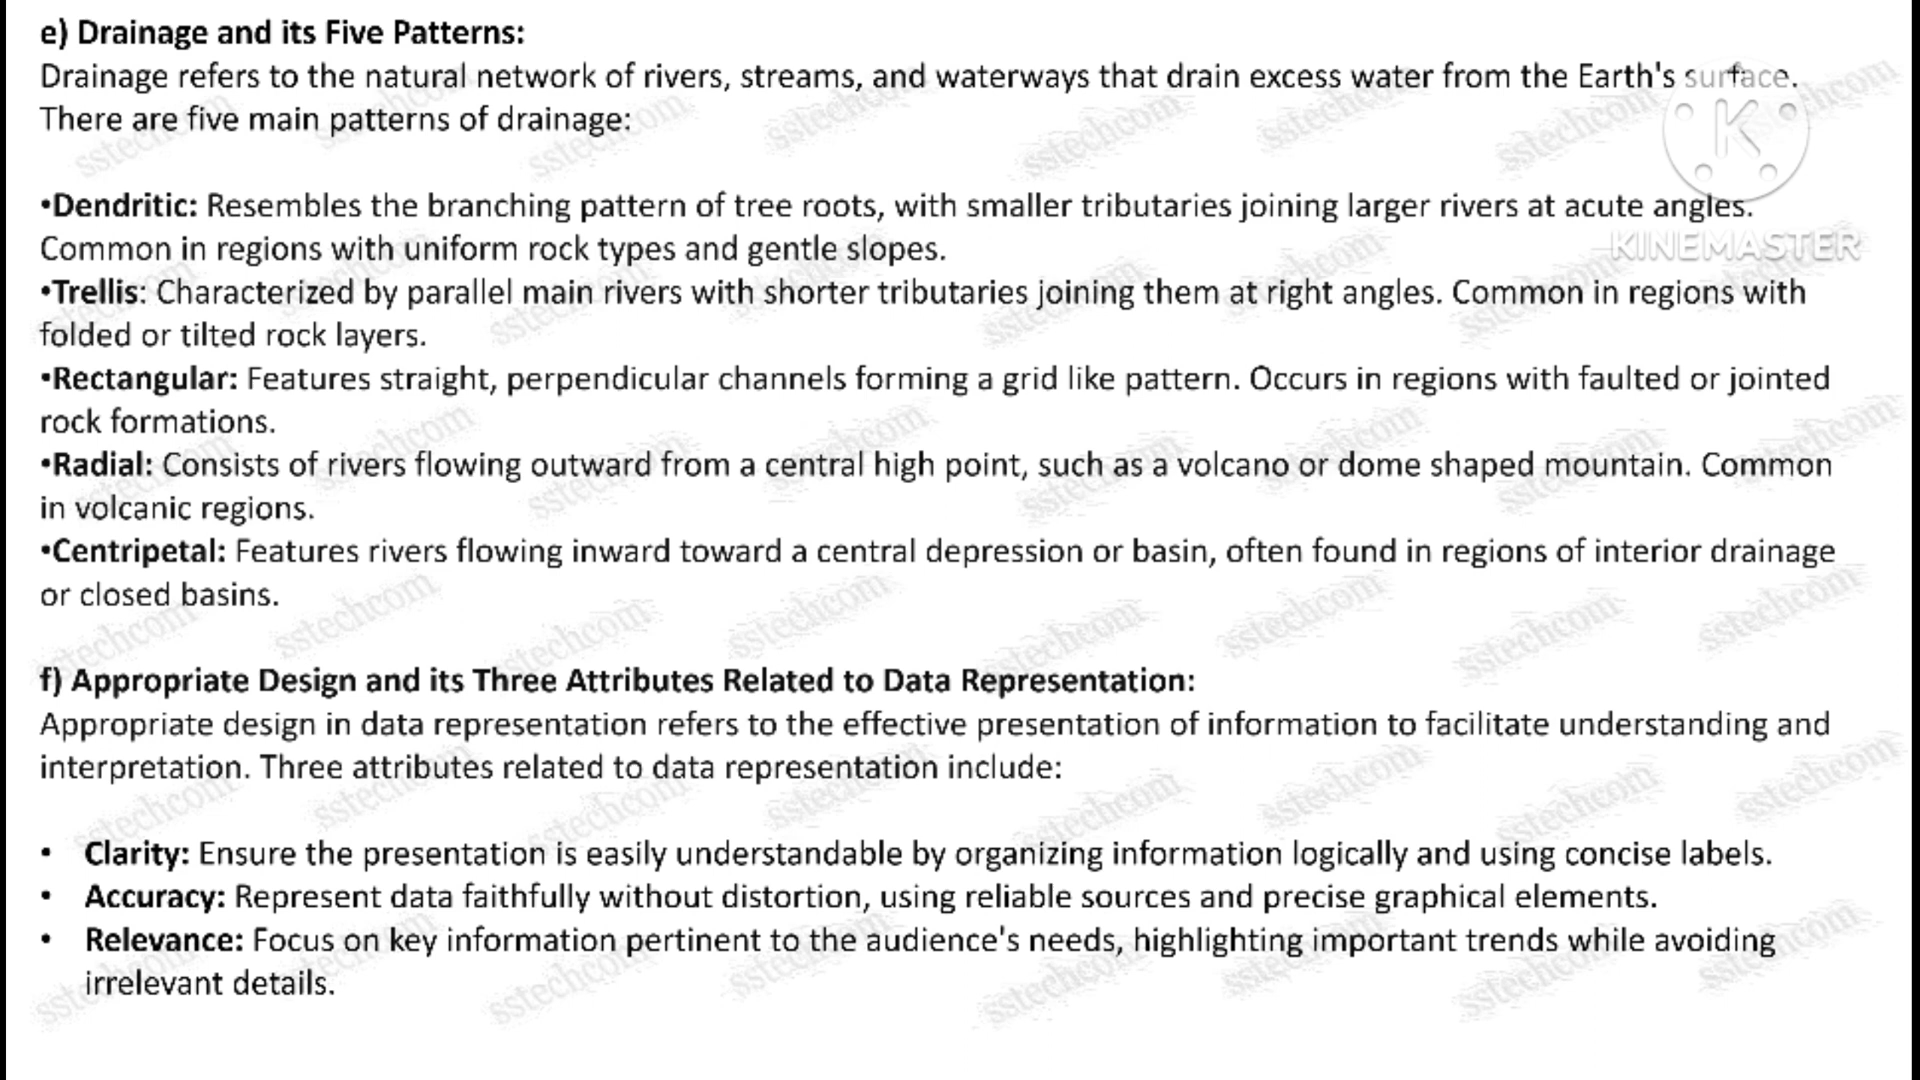 e) Drainage and its Five Patterns:
Drainage refers to the natural network of rivers, streams, and waterways that drain excess water from the Earth's surface.
There are five main patterns of drainage:
•Dendritic: Resembles the branching pattern of tree roots, with smaller tributaries joining larger rivers at acute angles.
Common in regions with uniform rock types and gentle slopes.
KINEMASTER
•Trellis: Characterized by parallel main rivers with shorter tributaries joining them at right angles. Common in regions with
folded or tilted rock layers.
•Rectangular: Features straight, perpendicular channels forming a grid like pattern. Occurs in regions with faulted or jointed
rock formations.
•Radial: Consists of rivers flowing outward from a central high point, such as a volcano or dome shaped mountain. Common
in volcanic regions.
•Centripetal: Features rivers flowing inward toward a central depression or basin, often found in regions of interior drainage
or closed basins.
f) Appropriate Design and its Three Attributes Related to Data Representation:
Appropriate design in data representation refers to the effective presentation of information to facilitate understanding and
interpretation. Three attributes related to data representation include:
• Clarity: Ensure the presentation is easily understandable by organizing information logically and using concise labels.
• Accuracy: Represent data faithfully without distortion, using reliable sources and precise graphical elements.
• Relevance: Focus on key information pertinent to the audience's needs, highlighting important trends while avoiding
irrelevant details.
K
sstechcom